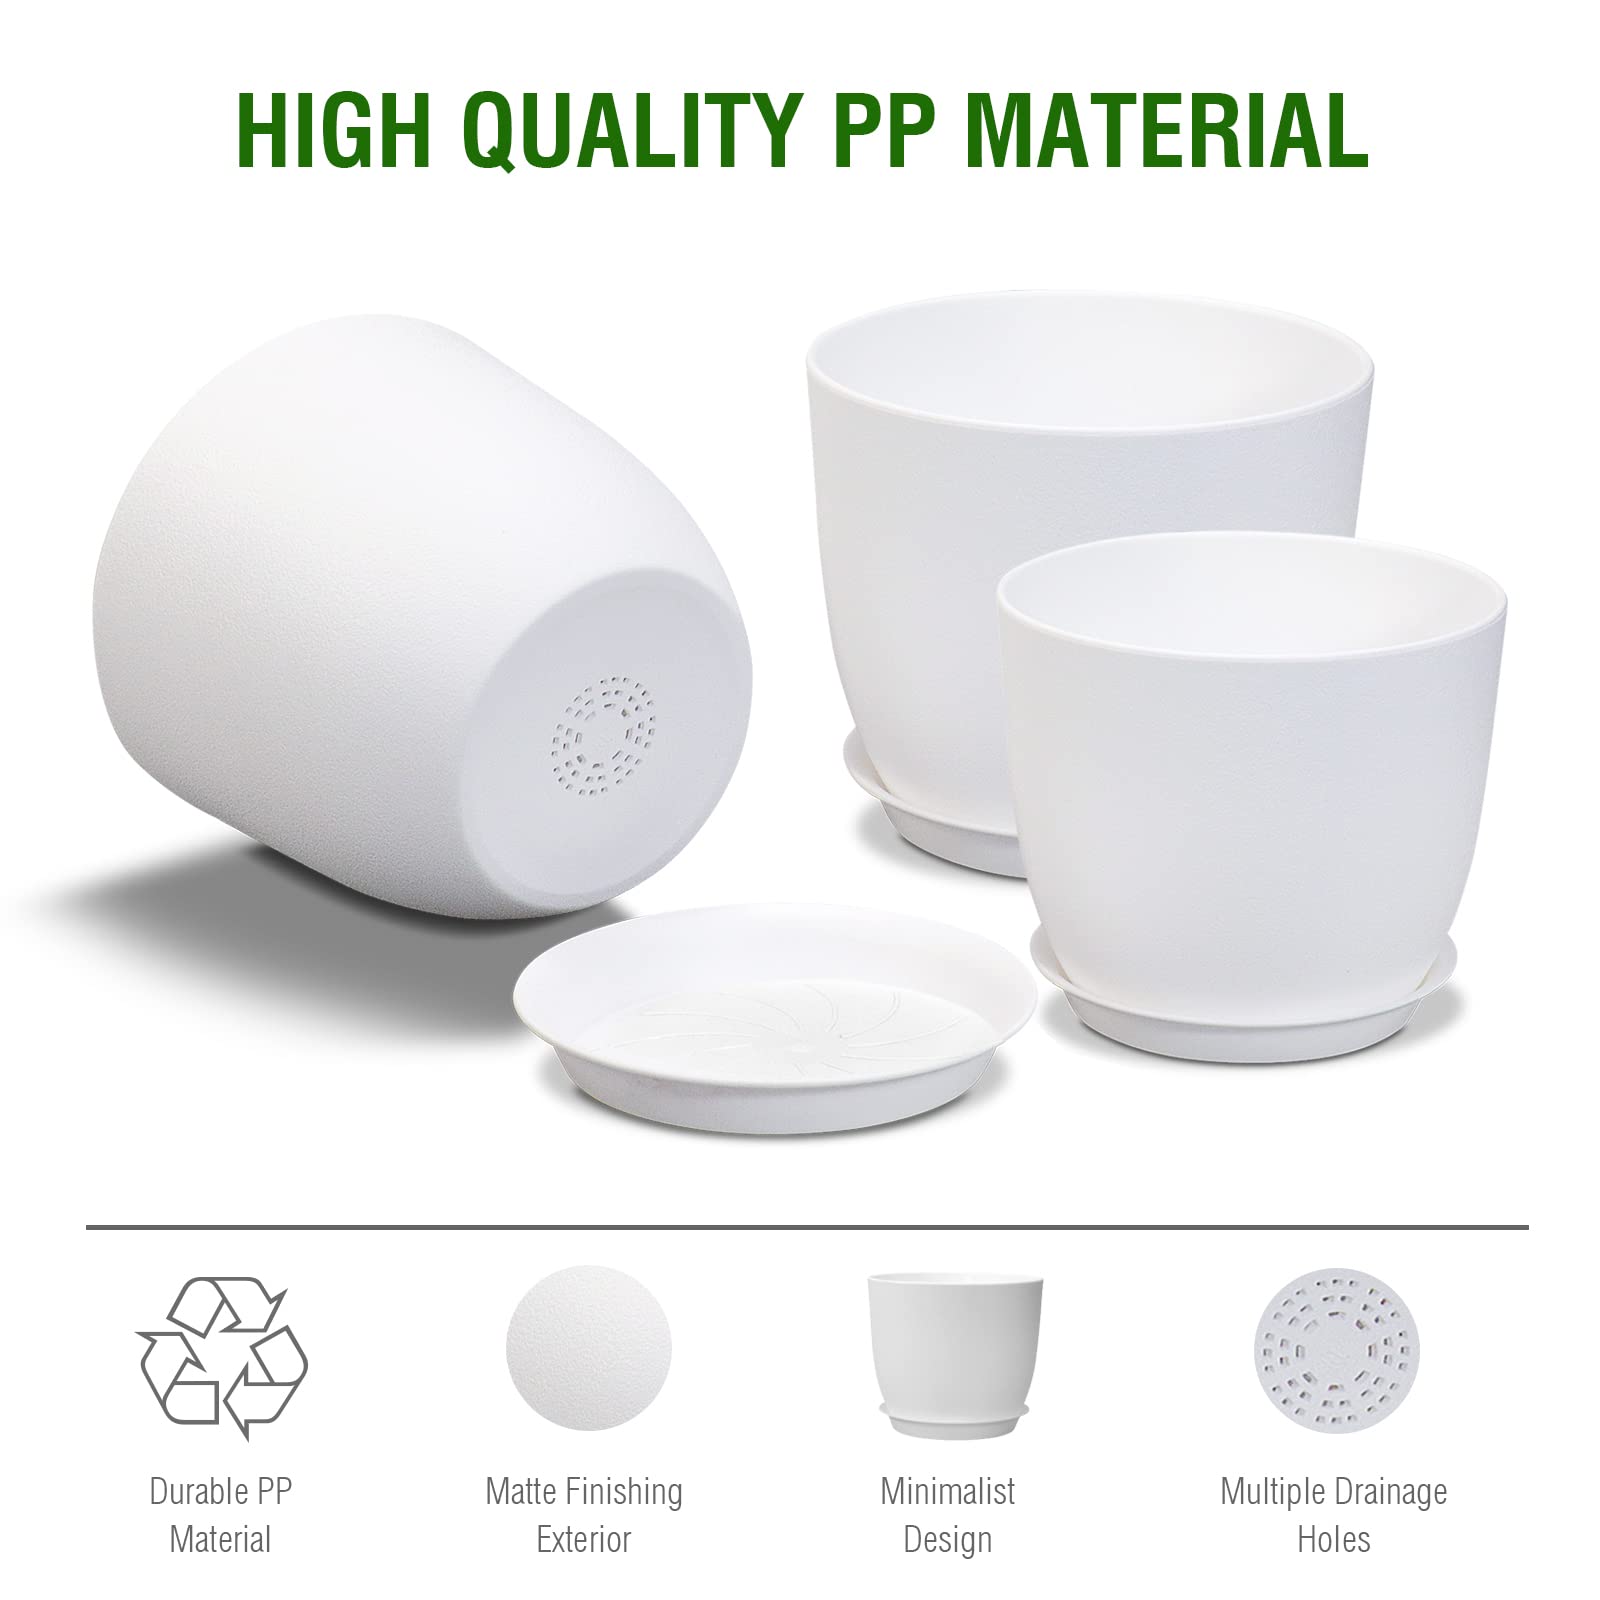 HIGH QUALITY PP MATERIAL
Durable PP
Material
Matte Finishing
Exterior
Minimalist
Design
Multiple Drainage
Holes